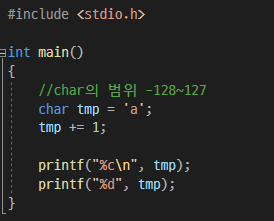 #include <stdio.h>
int main()
{
//char의 범위 -128~127
char tmp = 'a';
tmp += 1;
printf("%c\n", tmp);
printf("%d", tmp);
}